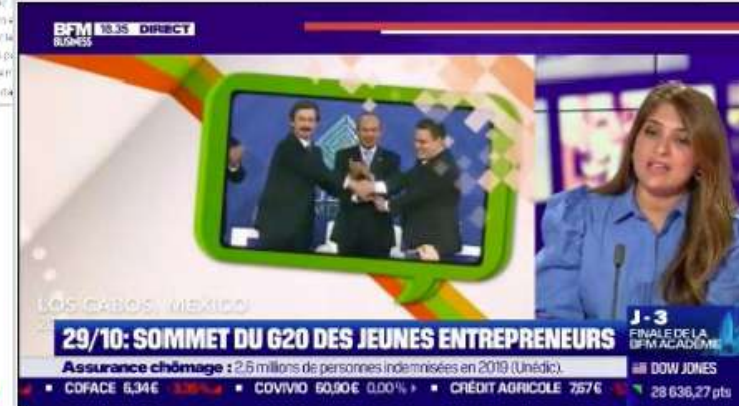 BFM 18.35 DIRECT
BUSINESS
LOS CABOS, MEXICO
J-3
FINALE DE LA
BFM ACADÉMIE
29/10: SOMMET DU G20 DES JEUNES ENTREPRENEURS
Assurance chômage : 2,6 millions de personnes indemnisées en 2019 (Unédic).
DOW JONES
COFACE 6,34€ COVIVIO 60,90€ 0,00% CRÉDIT AGRICOLE 7,67€
28 636,27 pts